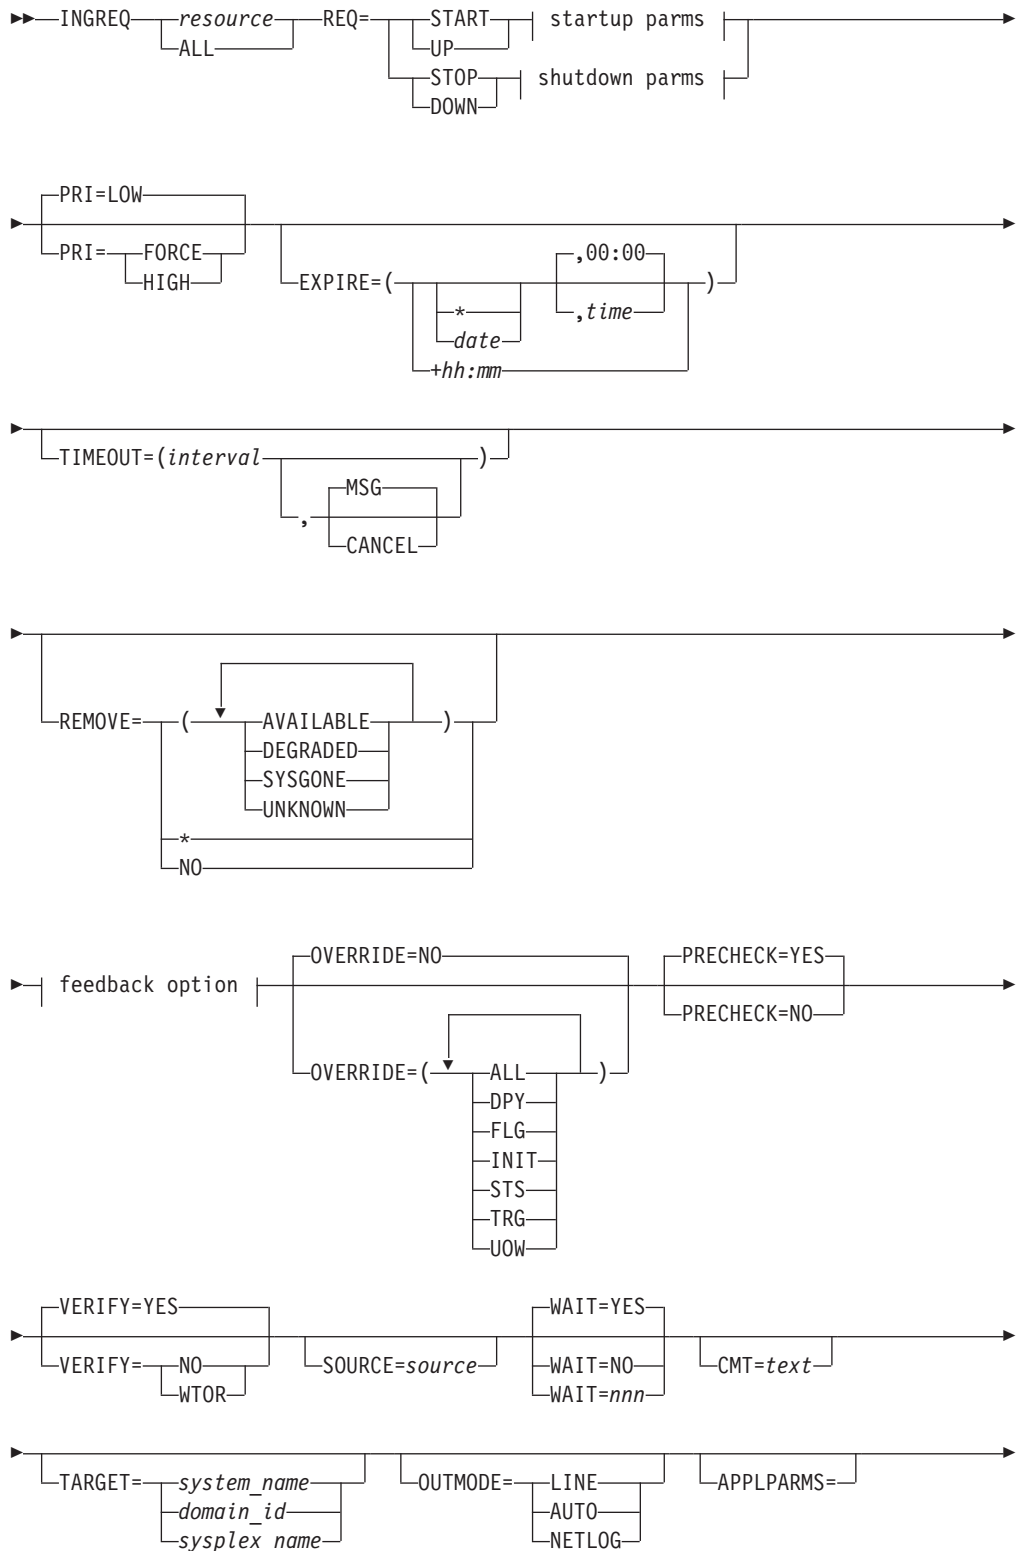 INGREQ resource REQ= START startup parms
ALL UP
STOP shutdown parms
DOWN
PRI=LOW
PRI= FORCE
HIGH
,00:00
EXPIRE=( * )
date ,time
+hh:mm
TIMEOUT=(interval )
, MSG
CANCEL
REMOVE= ( AVAILABLE )
DEGRADED
SYSGONE
UNKNOWN
*
NO
feedback option
OVERRIDE=NO
OVERRIDE=( ALL )
DPY
FLG
INIT
STS
TRG
UOW
PRECHECK=YES
PRECHECK=NO
VERIFY=YES
VERIFY= NO
WTOR
SOURCE=source
WAIT=YES
WAIT=NO
WAIT=nnn
CMT=text
TARGET= system_name
domain_id
sysplex name
OUTMODE= LINE
AUTO
NETLOG
APPLPARMS=